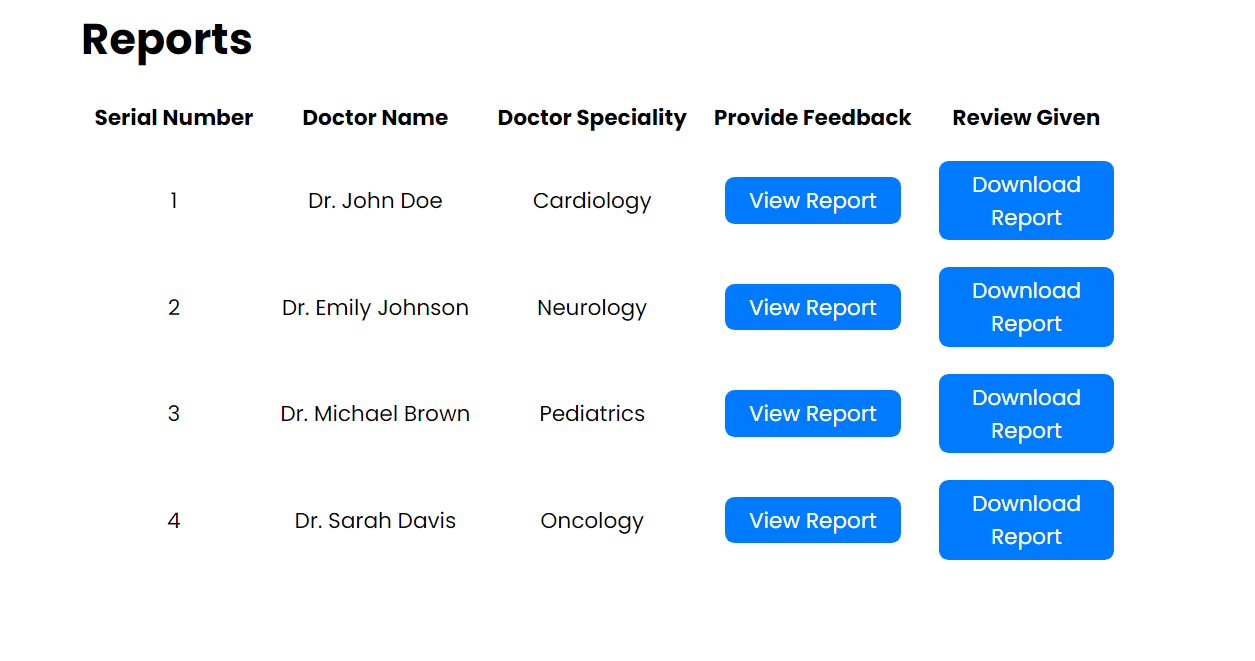 Reports
Serial Number Doctor Name Doctor Speciality Provide Feedback Review Given
1 Dr. John Doe Cardiology View Report Download
Report
2 Dr. Emily Johnson Neurology View Report Download
Report
3 Dr. Michael Brown Pediatrics View Report Download
Report
4 Dr. Sarah Davis Oncology View Report Download
Report